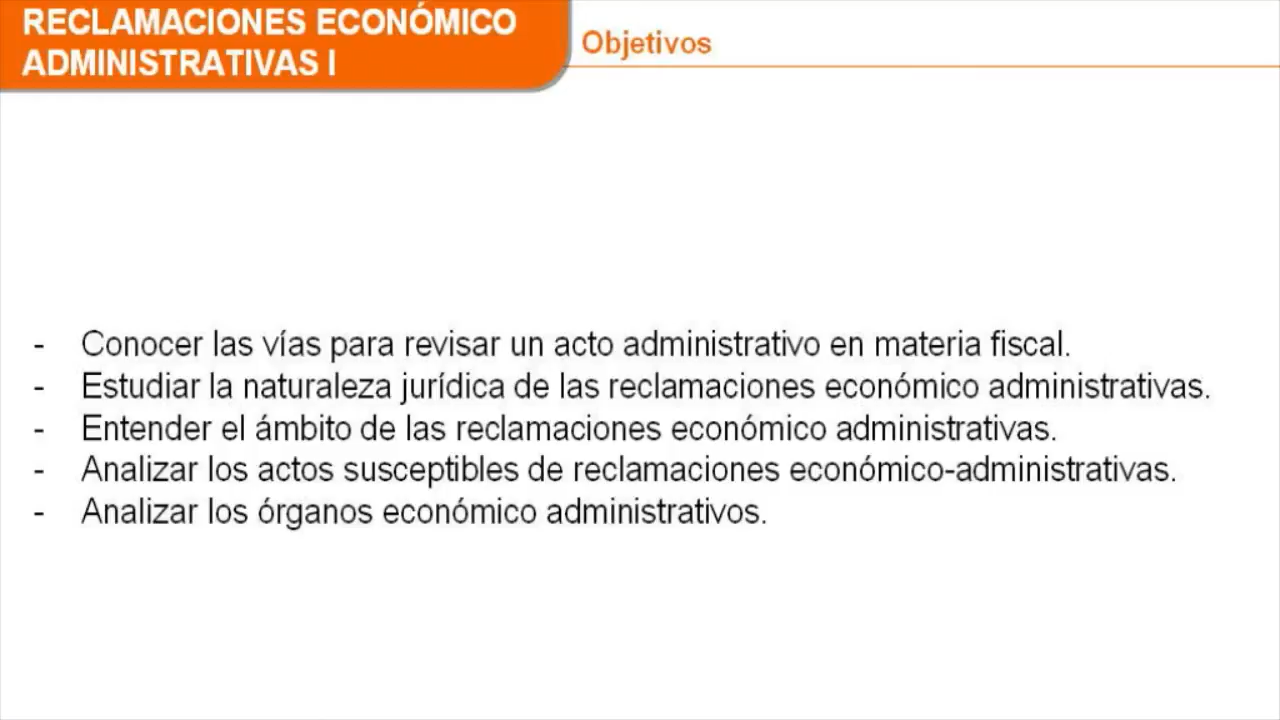 RECLAMACIONES ECONÓMICO
ADMINISTRATIVAS I
Objetivos
- Conocer las vías para revisar un acto administrativo en materia fiscal.
- Estudiar la naturaleza jurídica de las reclamaciones económico administrativas.
- Entender el ámbito de las reclamaciones económico administrativas.
- Analizar los actos susceptibles de reclamaciones económico-administrativas.
- Analizar los órganos económico administrativos.